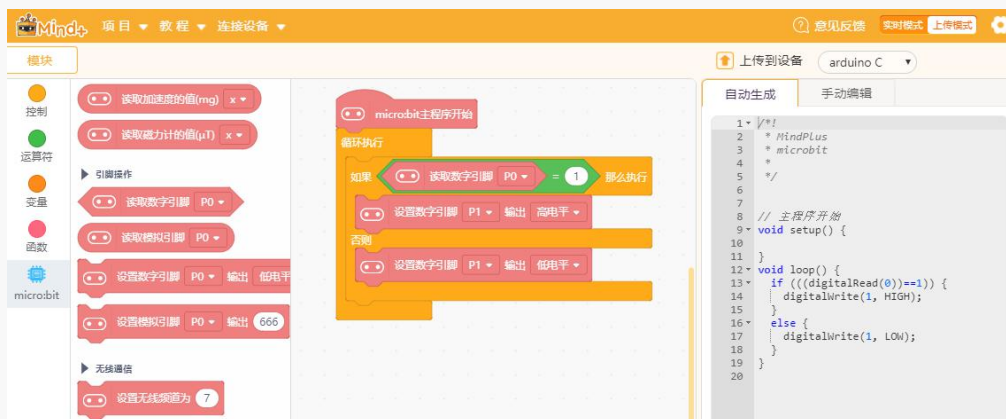 Mind+ 项目 教程 连接设备 意见反馈 实时模式 上传模式
模块
控制
运算符
变量
函数
micro:bit
读取加速度的值(mg) x
读取磁力计的值(μT) x
引脚操作
读取数字引脚 P0
读取模拟引脚 P0
设置数字引脚 P0 输出 低电平
设置模拟引脚 P0 输出 666
无线通信
设置无线频道为 7
micro:bit主程序开始
循环执行
如果 读取数字引脚 P0 = 1 那么执行
设置数字引脚 P1 输出 高电平
否则
设置数字引脚 P1 输出 低电平
上传到设备 arduino C
自动生成 手动编辑
1 /*!
2 * MindPlus
3 * microbit
4 *
5 */
6
7
8 // 主程序开始
9 void setup() {
10
11 }
12 void loop() {
13 if (((digitalRead(0))==1)) {
14 digitalWrite(1, HIGH);
15 }
16 else {
17 digitalWrite(1, LOW);
18 }
19 }
20